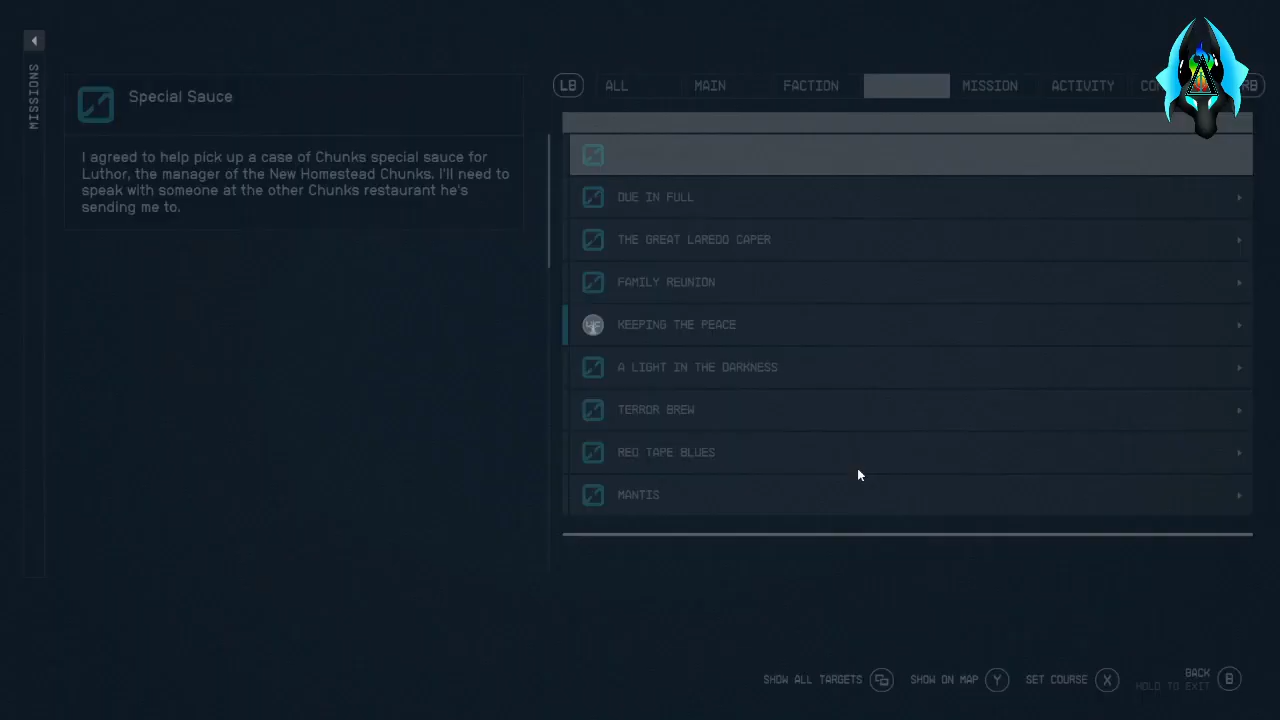 MISSIONS
Special Sauce
I agreed to help pick up a case of Chunks special sauce for
Luthor, the manager of the New Homestead Chunks. I'll need to
speak with someone at the other Chunks restaurant he's
sending me to.
LB ALL MAIN FACTION MISSION ACTIVITY RB
DUE IN FULL
THE GREAT LAREDO CAPER
FAMILY REUNION
KEEPING THE PEACE
A LIGHT IN THE DARKNESS
TERROR BREW
RED TAPE BLUES
MANTIS
SHOW ALL TARGETS SHOW ON MAP Y SET COURSE X BACK B
HOLD TO EXIT